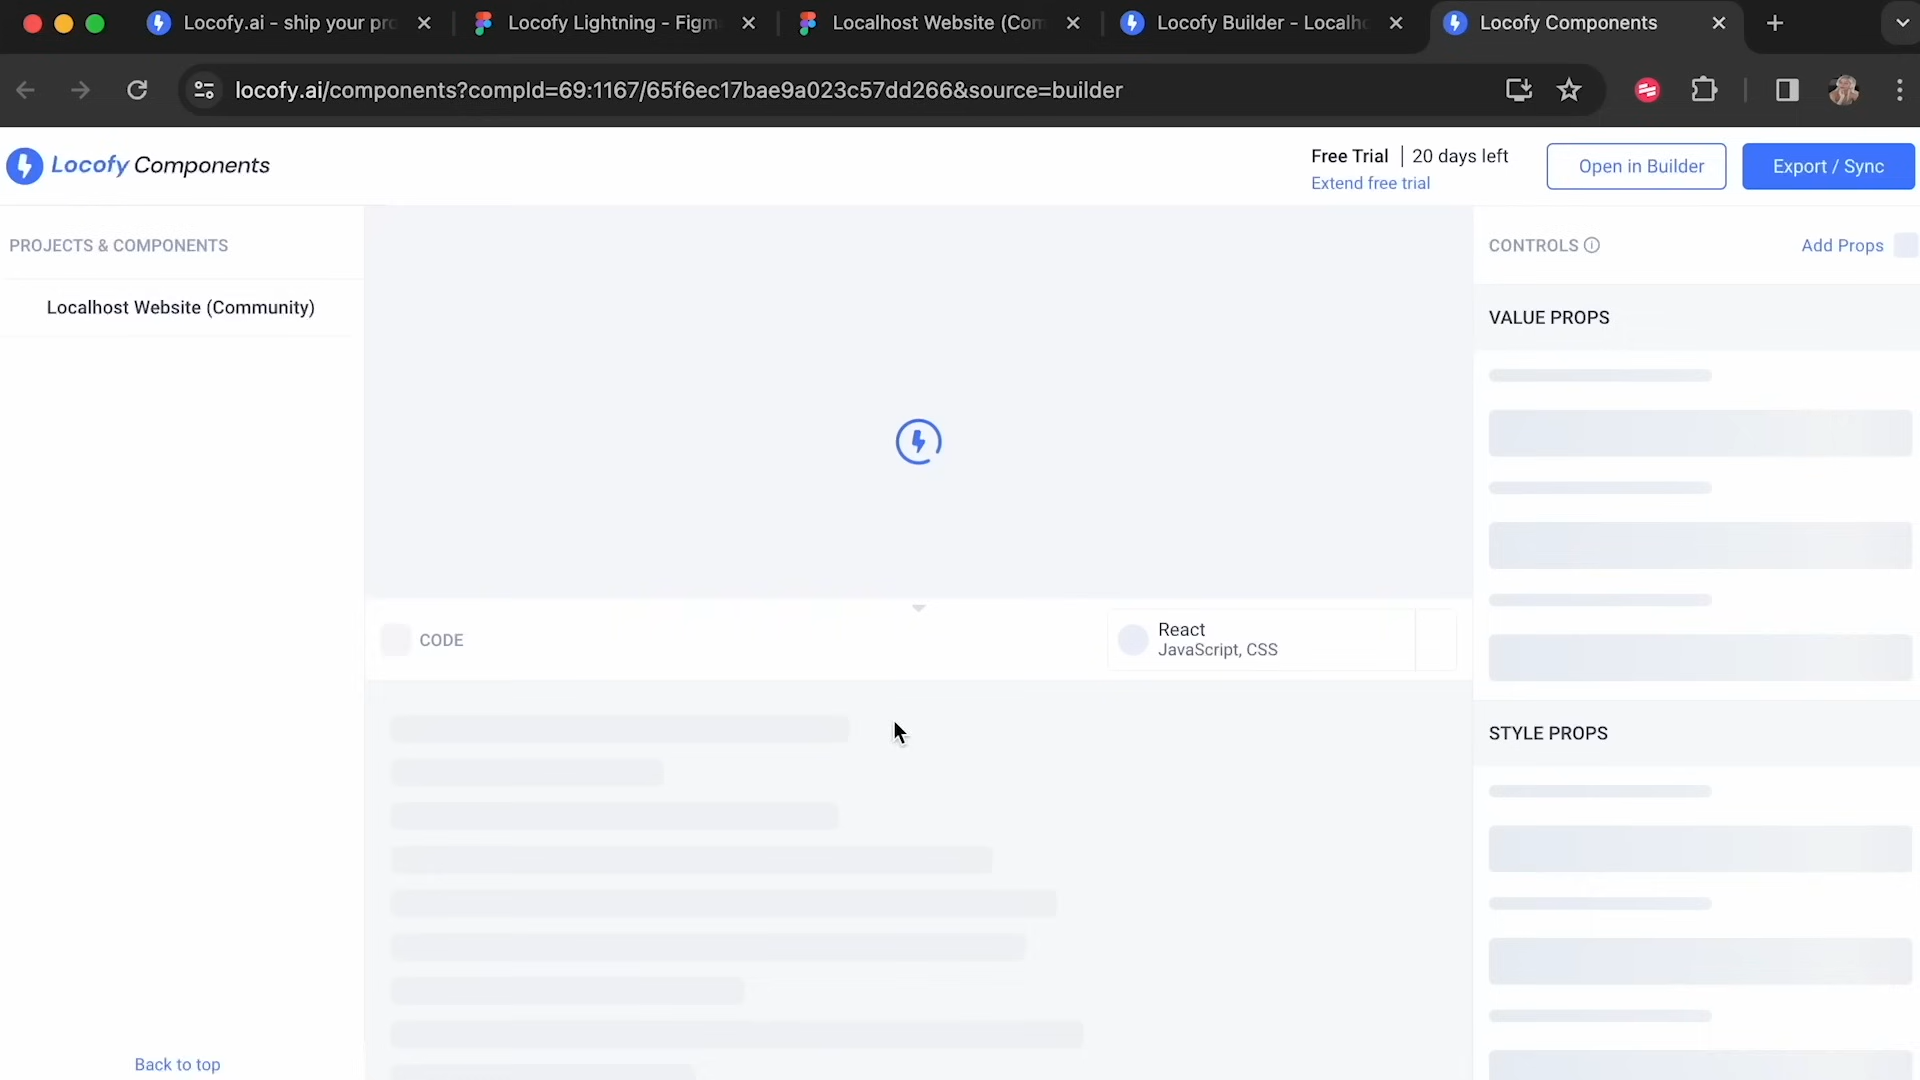 Locofy.ai - ship your pro
Locofy Lightning - Figm
Localhost Website (Com
Locofy Builder - Localho
Locofy Components
locofy.ai/components?compId=69:1167/65f6ec17bae9a023c57dd266&source=builder
Locofy Components
Free Trial | 20 days left
Extend free trial
Open in Builder
Export / Sync
PROJECTS & COMPONENTS
Localhost Website (Community)
CONTROLS
Add Props
VALUE PROPS
CODE
React
JavaScript, CSS
STYLE PROPS
Back to top